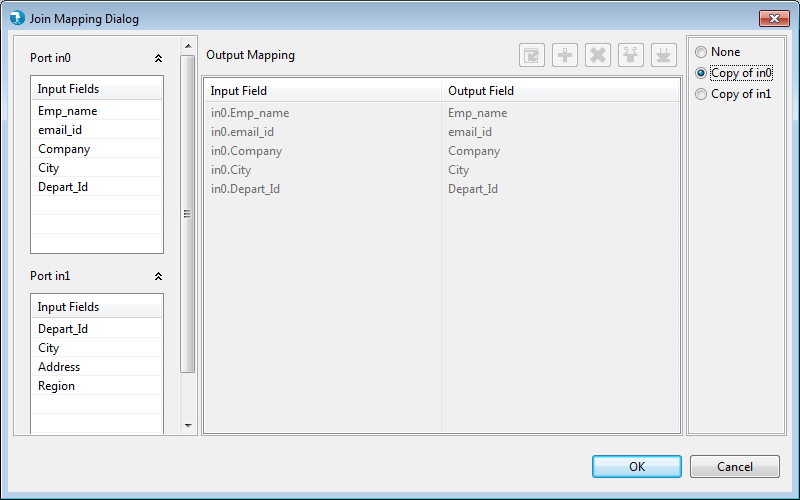 Join Mapping Dialog
Port in0
Input Fields
Emp_name
email_id
Company
City
Depart_Id
Port in1
Input Fields
Depart_Id
City
Address
Region
Output Mapping
Input Field Output Field
in0.Emp_name Emp_name
in0.email_id email_id
in0.Company Company
in0.City City
in0.Depart_Id Depart_Id
None
Copy of in0
Copy of in1
OK Cancel